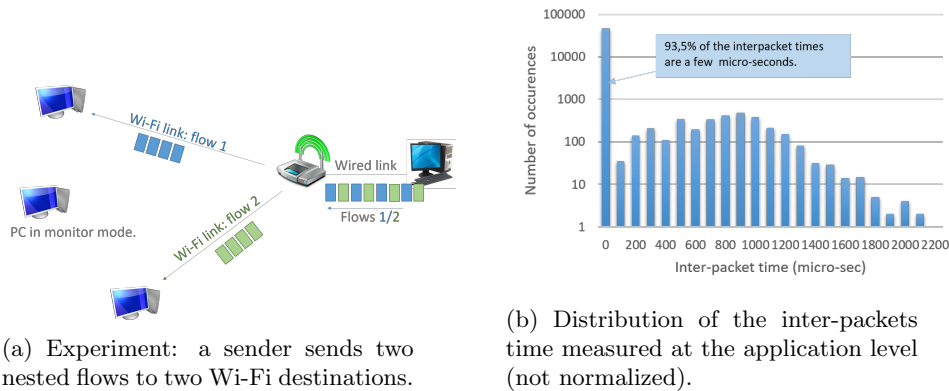 Wi-Fi link: flow 1
Wired link
Flows 1/2
PC in monitor mode.
Wi-Fi link: flow 2
(a) Experiment: a sender sends two
nested flows to two Wi-Fi destinations.
100000
10000
1000
100
10
1
Number of occurences
93,5% of the interpacket times
are a few micro-seconds.
0 200 400 600 800 1000 1200 1400 1600 1800 2000 2200
Inter-packet time (micro-sec)
(b) Distribution of the inter-packets
time measured at the application level
(not normalized).